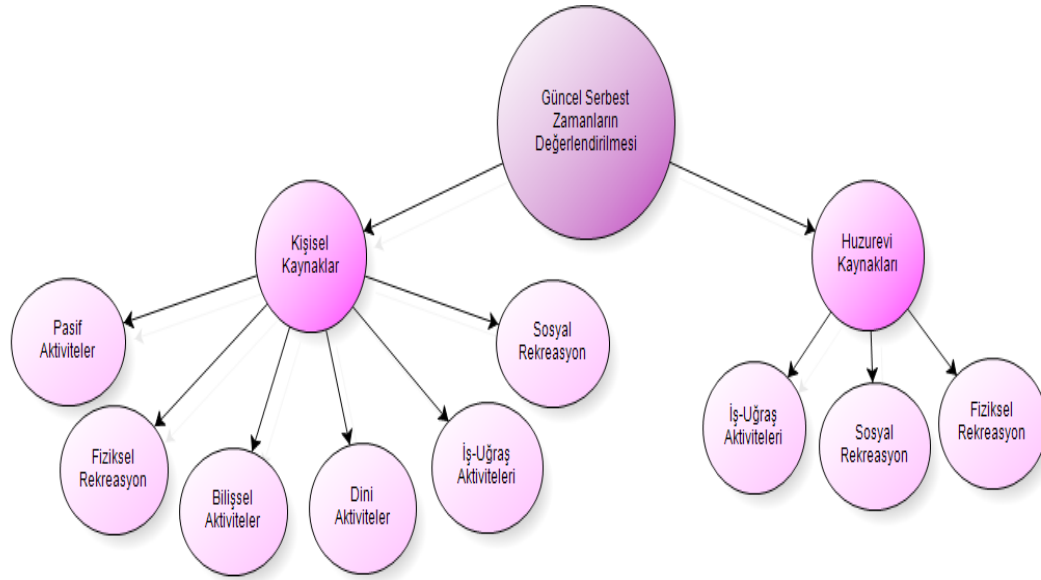 Güncel Serbest
Zamanların
Değerlendirilmesi
Kişisel
Kaynaklar
Huzurevi
Kaynakları
Pasif
Aktiviteler
Fiziksel
Rekreasyon
Bilişsel
Aktiviteler
Dini
Aktiviteler
İş-Uğraş
Aktiviteleri
Sosyal
Rekreasyon
İş-Uğraş
Aktiviteleri
Sosyal
Rekreasyon
Fiziksel
Rekreasyon